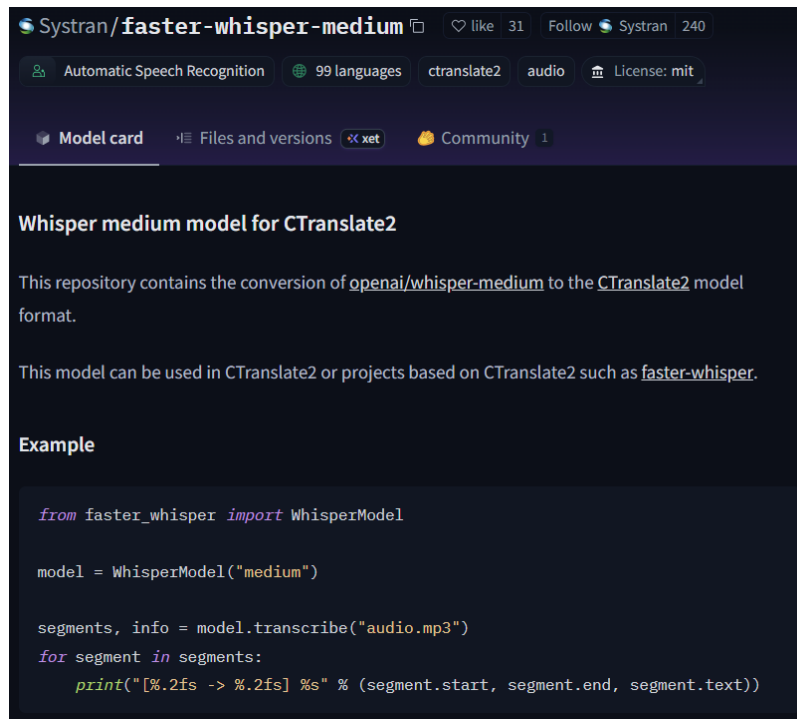 Systran/faster-whisper-medium like 31 Follow Systran 240
Automatic Speech Recognition 99 languages ctranslate2 audio License: mit
Model card Files and versions xet Community 1
Whisper medium model for CTranslate2
This repository contains the conversion of openai/whisper-medium to the CTranslate2 model
format.
This model can be used in CTranslate2 or projects based on CTranslate2 such as faster-whisper.
Example
from faster_whisper import WhisperModel
model = WhisperModel("medium")
segments, info = model.transcribe("audio.mp3")
for segment in segments:
    print("[%.2fs -> %.2fs] %s" % (segment.start, segment.end, segment.text))